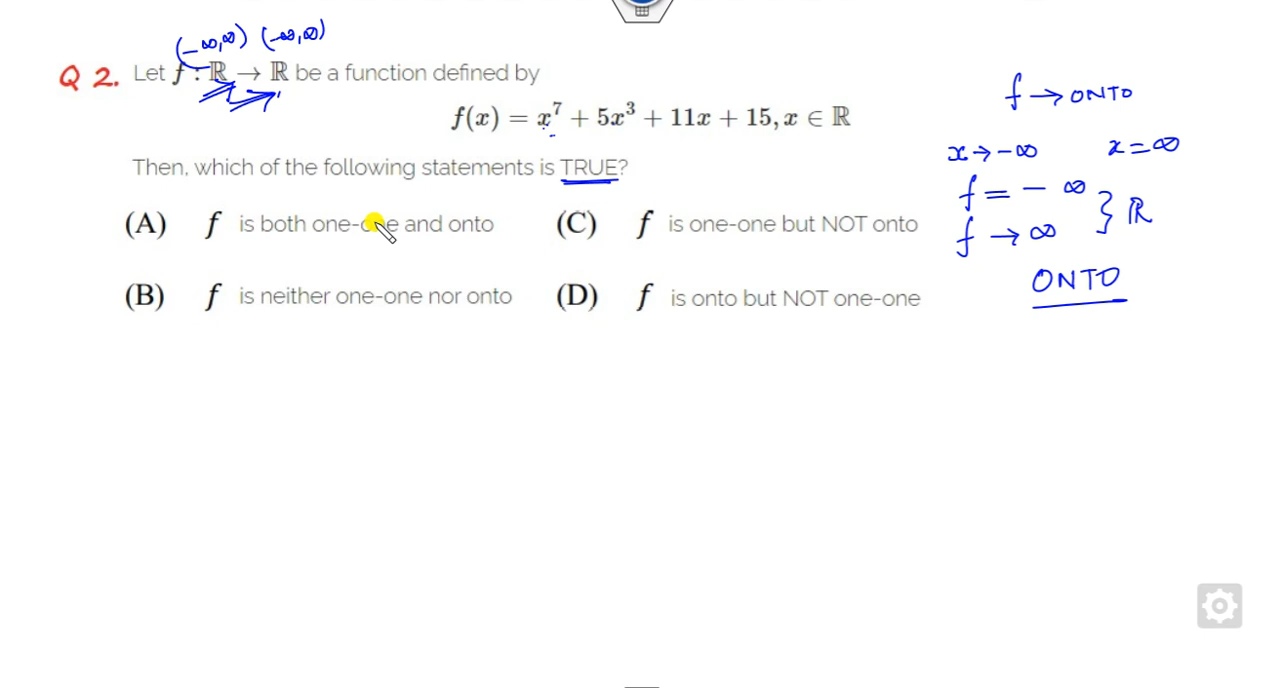 (-∞,∞) (-∞,∞)
Q 2. Let f : ℝ → ℝ be a function defined by
f(x) = x⁷ + 5x³ + 11x + 15, x ∈ ℝ
Then, which of the following statements is TRUE?
(A) f is both one-one and onto
(C) f is one-one but NOT onto
(B) f is neither one-one nor onto
(D) f is onto but NOT one-one
f → ONTO
x → -∞ x = ∞
f = - ∞
f → ∞ } ℝ
ONTO